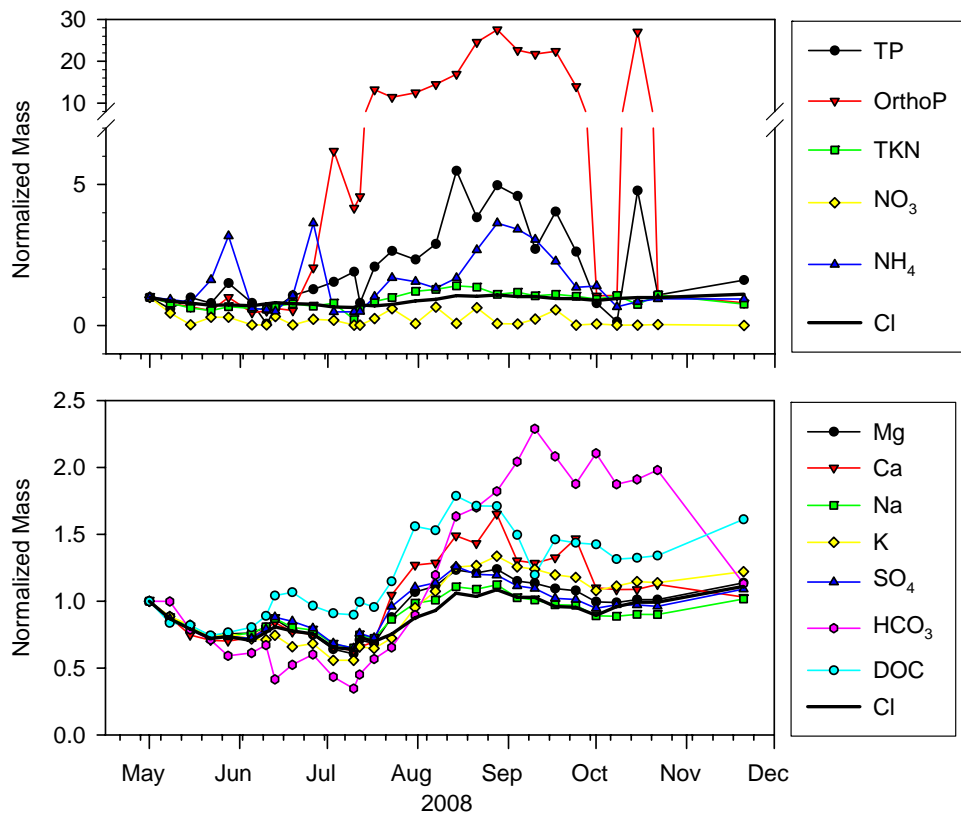 30
20
10
5
0
Normalized Mass
TP
OrthoP
TKN
NO3
NH4
Cl
2.5
2.0
1.5
1.0
0.5
0.0
Normalized Mass
May Jun Jul Aug Sep Oct Nov Dec
2008
Mg
Ca
Na
K
SO4
HCO3
DOC
Cl